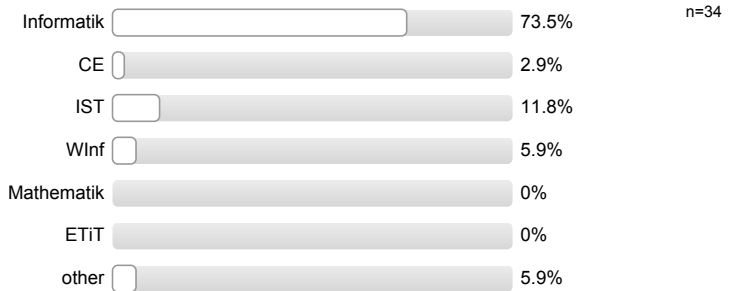 n=34
Informatik 73.5%
CE 2.9%
IST 11.8%
WInf 5.9%
Mathematik 0%
ETiT 0%
other 5.9%